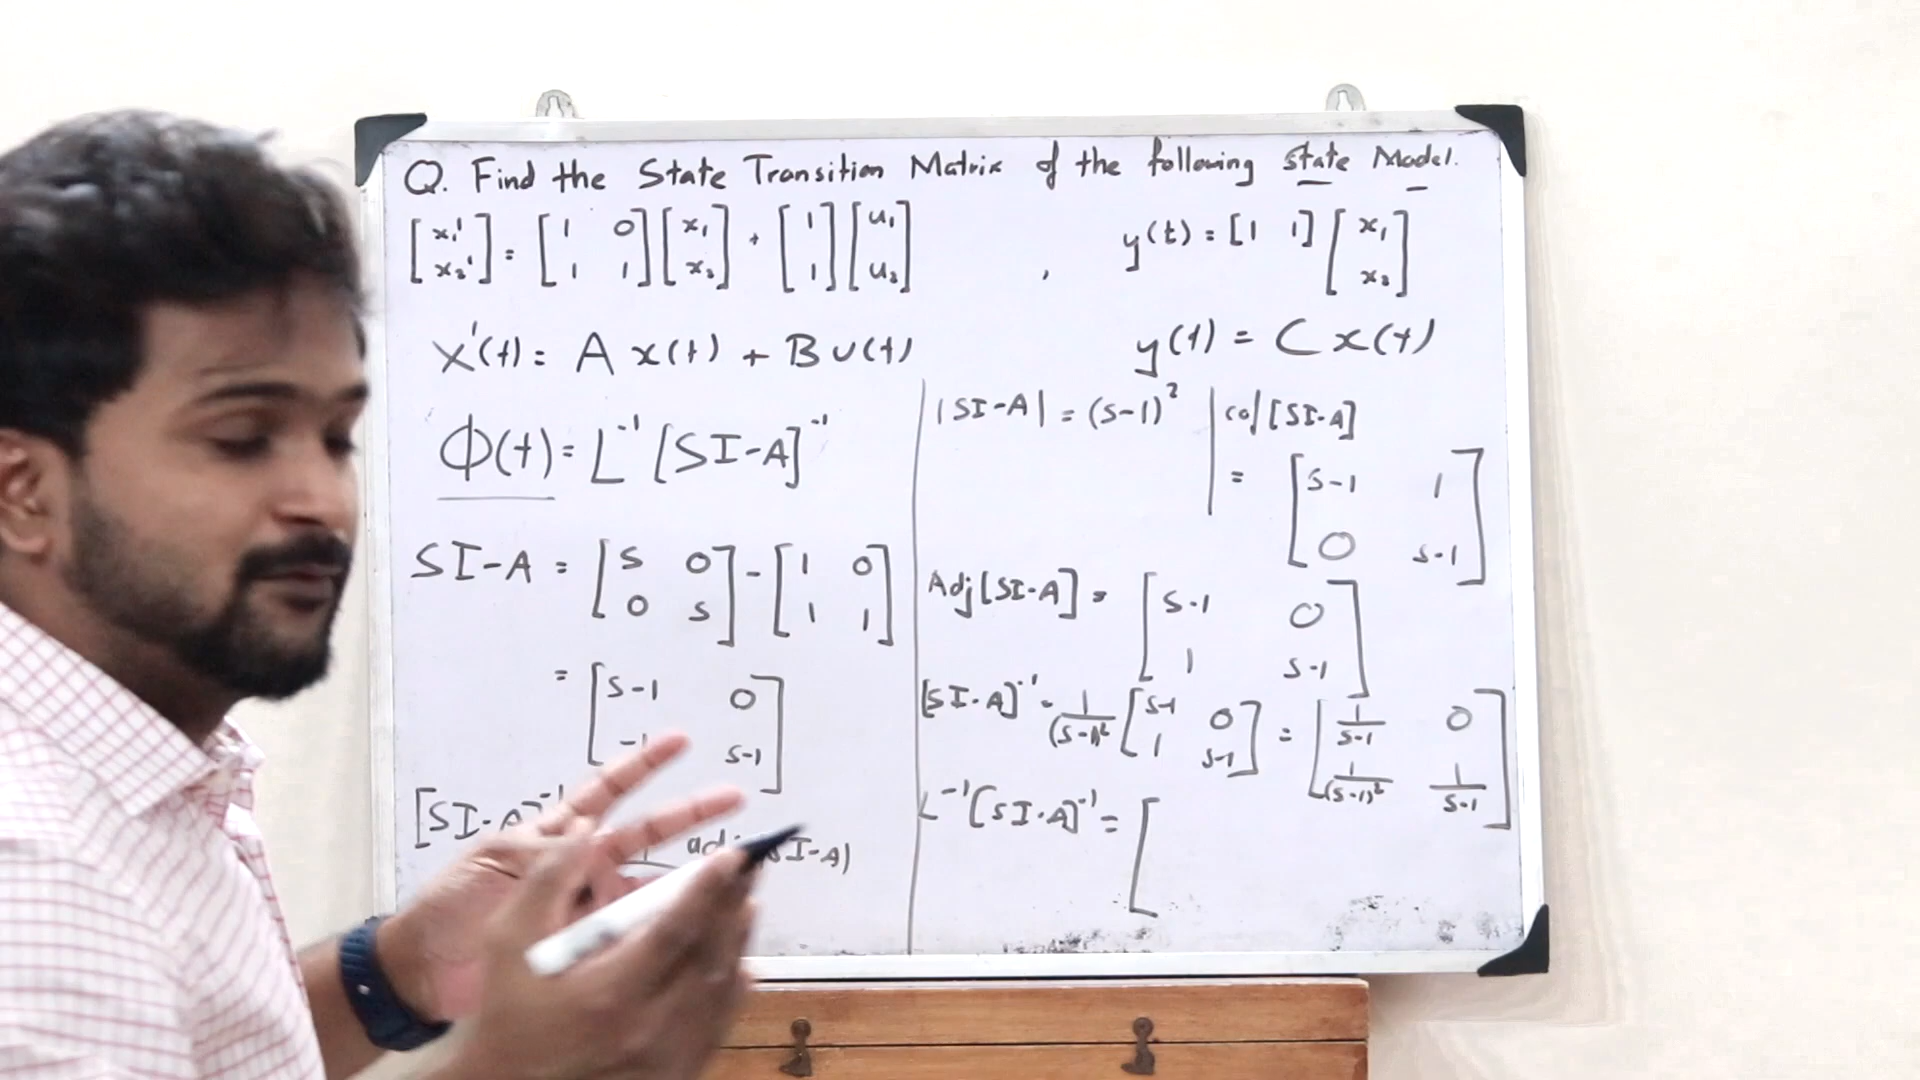 Q. Find the State Transition Matrix of the following State Model.
[x₁' x₂'] = [1 0 1 1] [x₁ x₂] + [1 1] [u₁ u₂] , y(t) = [1 1] [x₁ x₂]
X'(t) = A x(t) + B U(t)
y(t) = C x(t)
Φ(t) = L⁻¹ [SI-A]⁻¹
SI-A = [S 0 0 S] - [1 0 1 1]
= [S-1 0 -1 S-1]
[SI-A]⁻¹
(SI-A)
|SI-A| = (S-1)²
cof [SI-A]
= [S-1 1 0 S-1]
Adj [SI-A] = [S-1 0 1 S-1]
[SI-A]⁻¹ = 1/(S-1)² [S-1 0 1 S-1] = [1/S-1 0 1/(S-1)² 1/S-1]
L⁻¹ [SI-A]⁻¹ = [